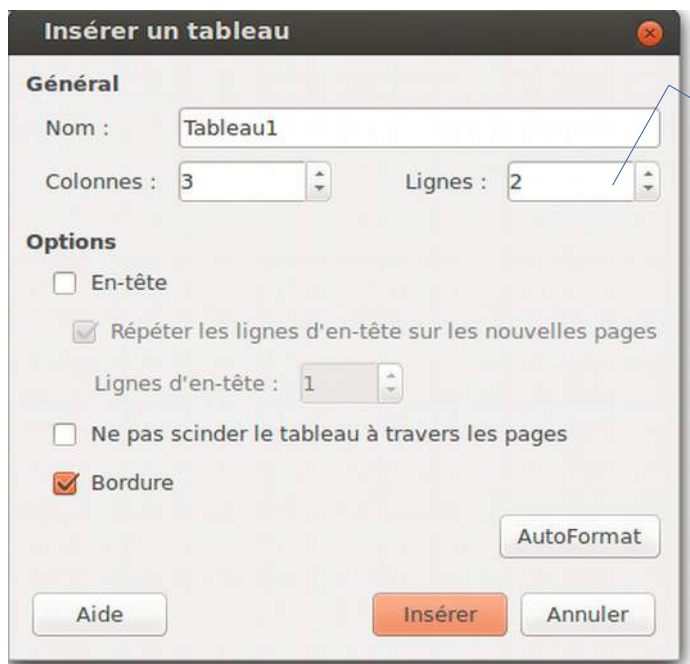 Insérer un tableau
Général
Nom : Tableau1
Colonnes : 3 Lignes : 2
Options
En-tête
Répéter les lignes d'en-tête sur les nouvelles pages
Lignes d'en-tête : 1
Ne pas scinder le tableau à travers les pages
Bordure
AutoFormat
Aide Insérer Annuler